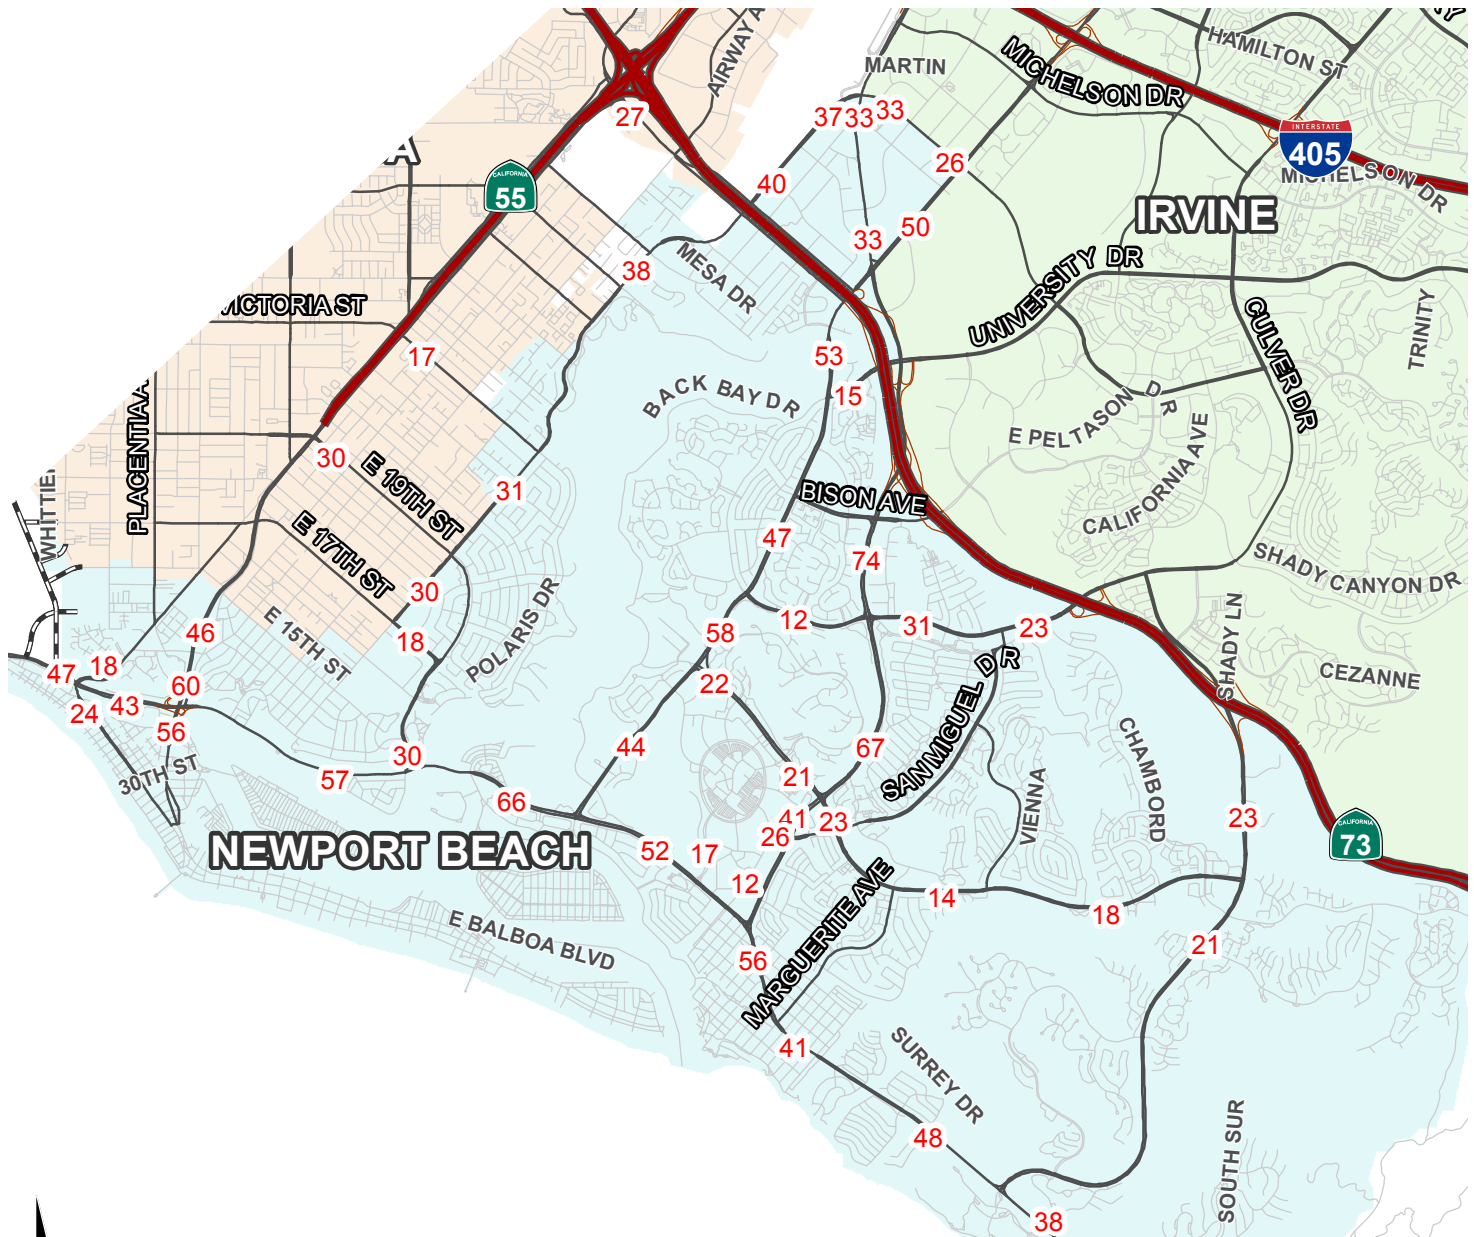 HAMILTON ST
MARTIN
MICHELSON DR
AIRWAY A
27
37
33
33
26
INTERSTATE
405
MICHELSON DR
A
CALIFORNIA
55
40
IRVINE
50
33
38
MESA DR
UNIVERSITY DR
VICTORIA ST
CULVER DR
TRINITY
17
53
15
BACK BAY DR
E PELTASON DR
CALIFORNIA AVE
PLACENTIA A
30
E 19TH ST
31
BISON AVE
WHITTIER
E 17TH ST
47
74
SHADY CANYON DR
30
POLARIS DR
12
31
23
SHADY LN
46
E 15TH ST
18
58
SAN MIGUEL DR
CEZANNE
47
18
60
22
24
43
56
44
67
CHAMBORD
30TH ST
57
30
21
VIENNA
66
41
23
26
23
CALIFORNIA
73
NEWPORT BEACH
52
17
12
MARGUERITE AVE
14
18
E BALBOA BLVD
56
21
41
SURREY DR
48
SOUTH SUR
38